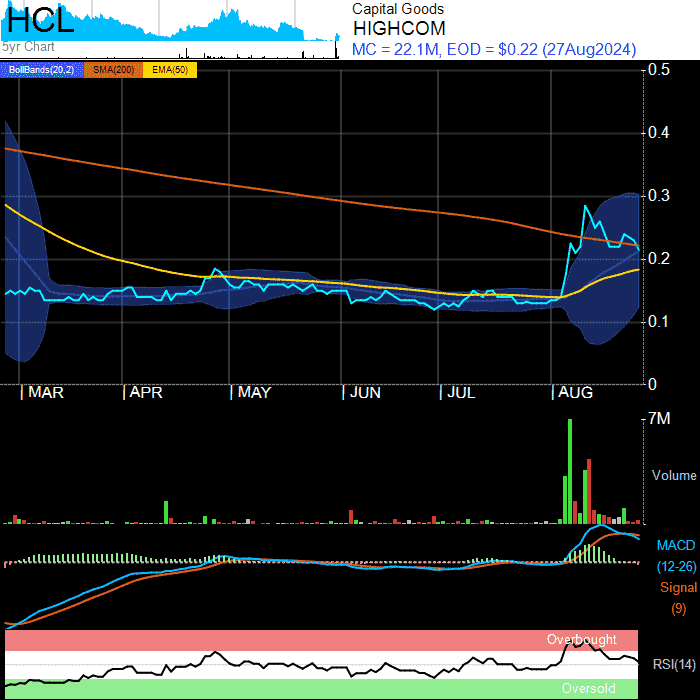 HCL
5yr Chart
Capital Goods
HIGHCOM
MC = 22.1M, EOD = $0.22 (27Aug2024)
BollBands(20,2) SMA(200) EMA(50)
0.5
0.4
0.3
0.2
0.1
0
MAR APR MAY JUN JUL AUG
7M
Volume
MACD
(12-26)
Signal
(9)
Overbought
RSI(14)
Oversold